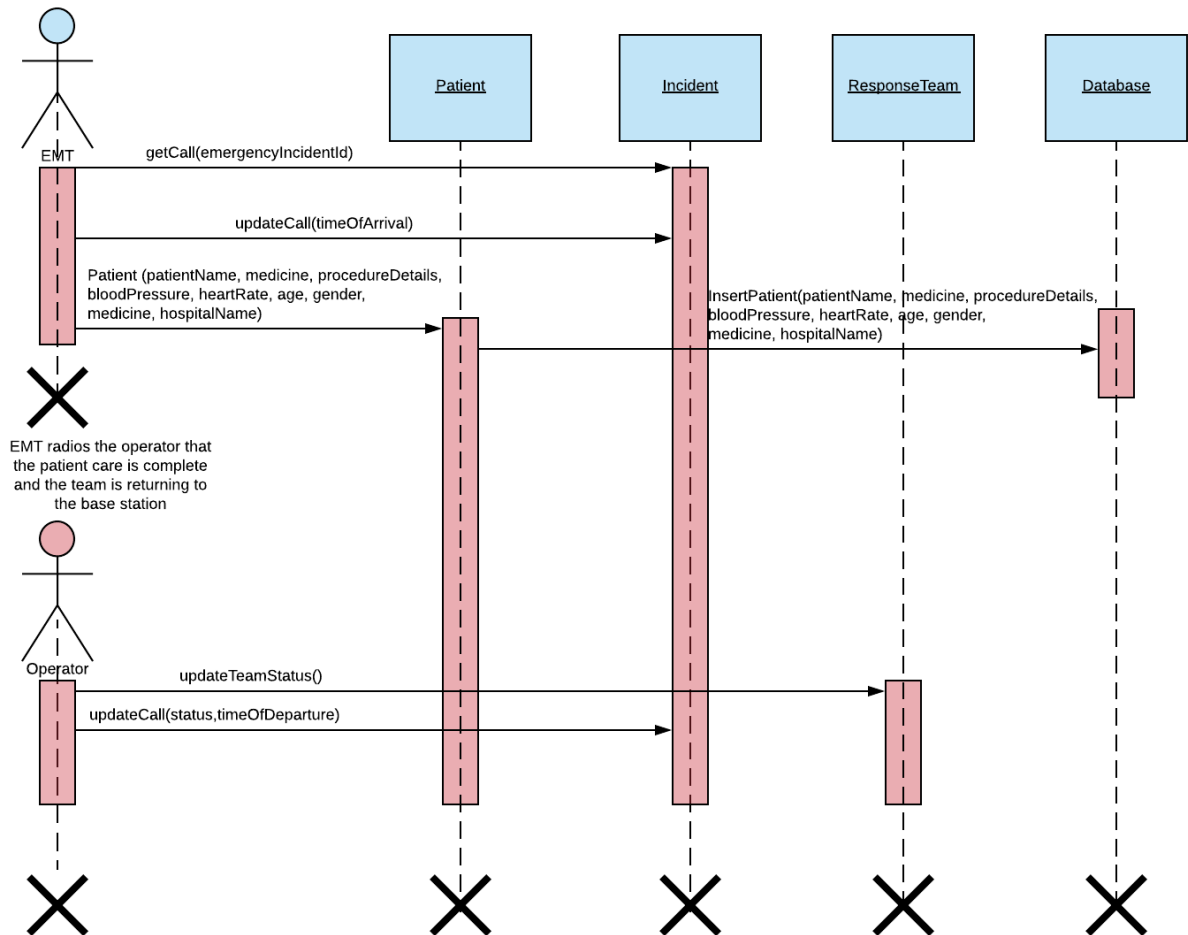 Patient
Incident
ResponseTeam
Database
EMT
getCall(emergencyIncidentId)
updateCall(timeOfArrival)
Patient (patientName, medicine, procedureDetails,
bloodPressure, heartRate, age, gender,
medicine, hospitalName)
InsertPatient(patientName, medicine, procedureDetails,
bloodPressure, heartRate, age, gender,
medicine, hospitalName)
EMT radios the operator that
the patient care is complete
and the team is returning to
the base station
Operator
updateTeamStatus()
updateCall(status,timeOfDeparture)